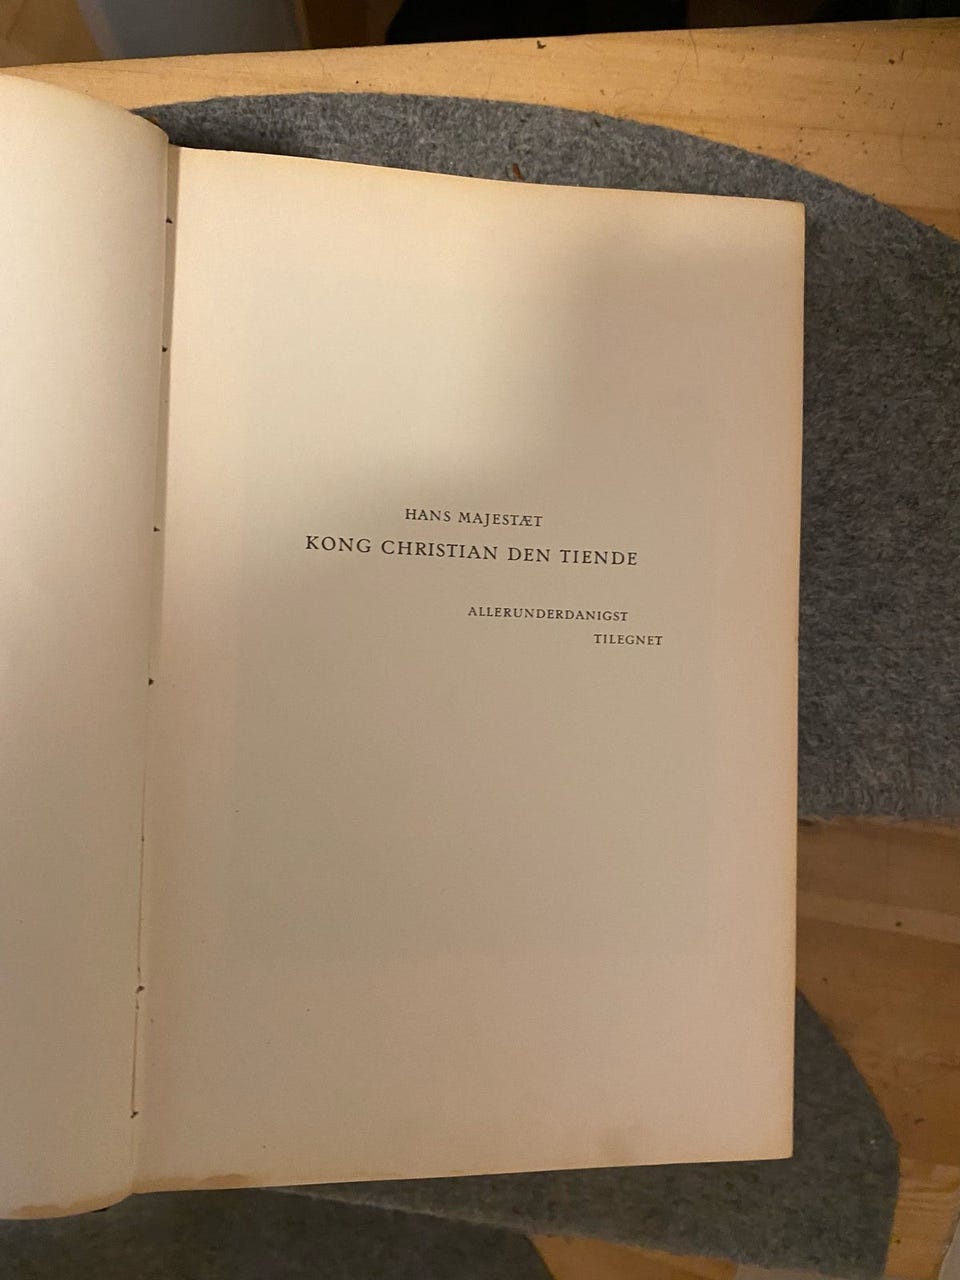 HANS MAJESTÆT
KONG CHRISTIAN DEN TIENDE
ALLERUNDERDANIGST
TILEGNET